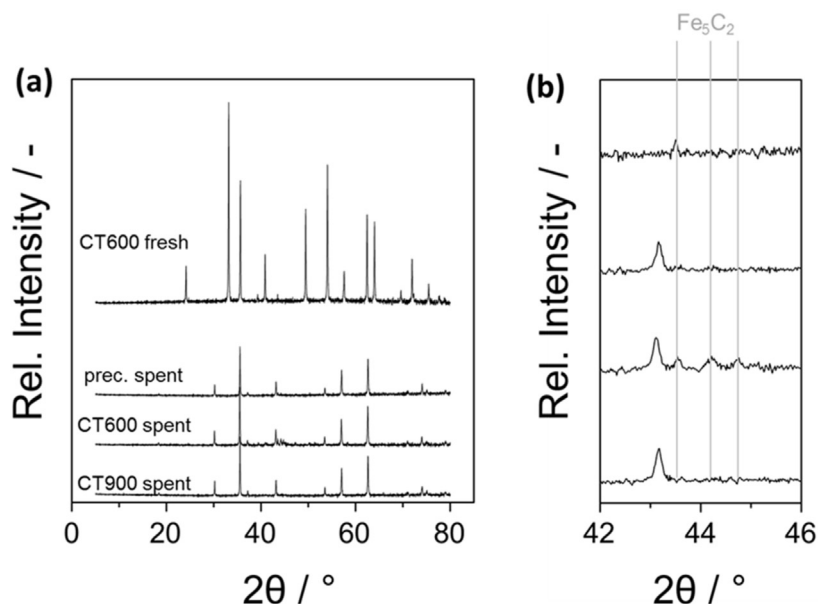 (a)
Rel. Intensity / -
CT600 fresh
prec. spent
CT600 spent
CT900 spent
0 20 40 60 80
2θ / °
Fe₅C₂
(b)
Rel. Intensity / -
42 44 46
2θ / °